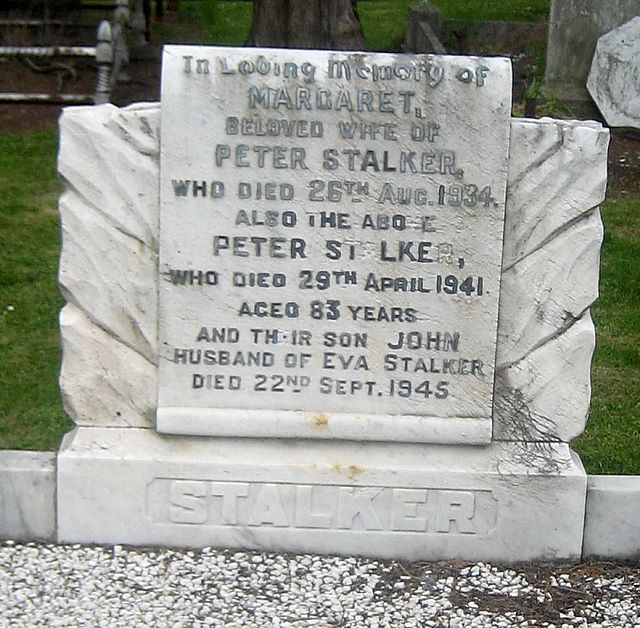 In Loving Memory of
MARGARET,
BELOVED WIFE OF
PETER STALKER,
WHO DIED 26TH AUG. 1934.
ALSO THE ABO E
PETER ST LKER,
WHO DIED 29TH APRIL 1941
AGED 83 YEARS
AND TH IR SON JOHN
HUSBAND OF EVA STALKER
DIED 22ND SEPT. 1945.
STALKER